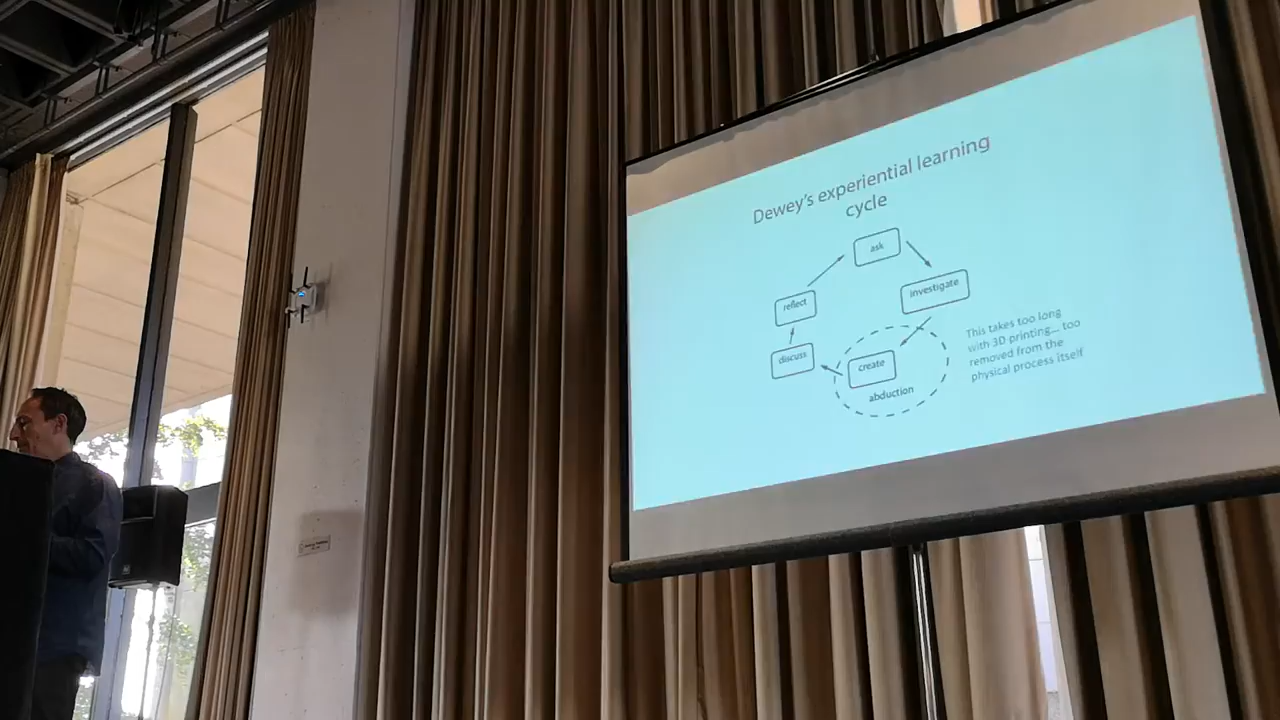 Dewey's experiential learning
cycle
ask
investigate
reflect
discuss
create
abduction
This takes too long
with 3D printing... too
removed from the
physical process itself